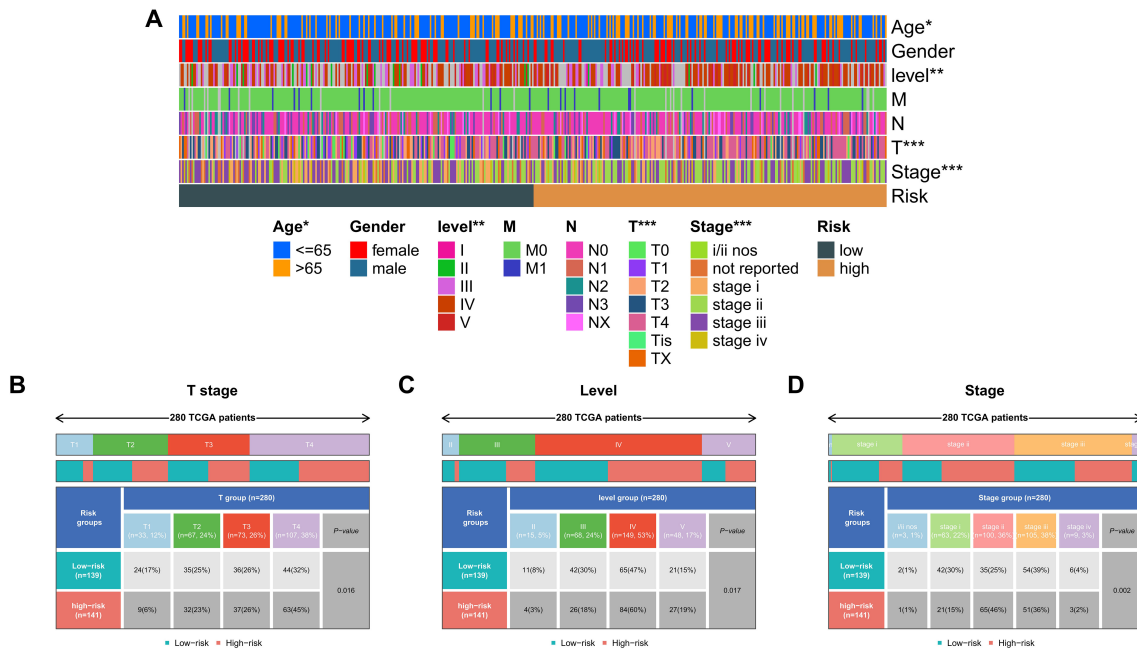 A
Age*
Gender
level**
M
N
T***
Stage***
Risk
Age*
<=65
>65
Gender
female
male
level**
I
II
III
IV
V
M
M0
M1
N
N0
N1
N2
N3
NX
T***
T0
T1
T2
T3
T4
Tis
TX
Stage***
i/ii nos
not reported
stage i
stage ii
stage iii
stage iv
Risk
low
high
B
T stage
280 TCGA patients
T1 T2 T3 T4
Risk
groups
T group (n=280)
T1
(n=33, 12%)
T2
(n=67, 24%)
T3
(n=73, 26%)
T4
(n=107, 38%)
P−value
Low−risk
(n=139)
24(17%) 35(25%) 36(26%) 44(32%)
0.016
high−risk
(n=141)
9(6%) 32(23%) 37(26%) 63(45%)
Low−risk High−risk
C
Level
280 TCGA patients
II III IV V
Risk
groups
level group (n=280)
II
(n=15, 5%)
III
(n=68, 24%)
IV
(n=149, 53%)
V
(n=48, 17%)
P−value
Low−risk
(n=139)
11(8%) 42(30%) 65(47%) 21(15%)
0.017
high−risk
(n=141)
4(3%) 26(18%) 84(60%) 27(19%)
Low−risk High−risk
D
Stage
280 TCGA patients
stage i stage ii stage iii
Risk
groups
Stage group (n=280)
i/ii nos
(n=3, 1%)
stage i
(n=63, 22%)
stage ii
(n=100, 36%)
stage iii
(n=105, 38%)
stage iv
(n=9, 3%)
P−value
Low−risk
(n=139)
2(1%) 42(30%) 35(25%) 54(39%) 6(4%)
0.002
high−risk
(n=141)
1(1%) 21(15%) 65(46%) 51(36%) 3(2%)
Low−risk High−risk